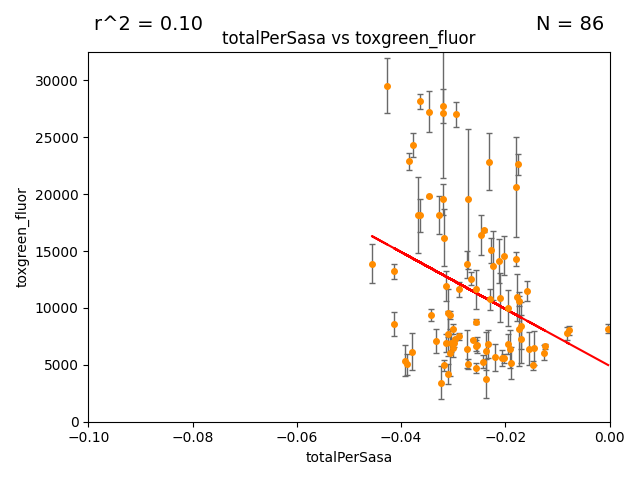 r^2 = 0.10
N = 86
totalPerSasa vs toxgreen_fluor
30000
25000
20000
15000
10000
5000
0
toxgreen_fluor
−0.10
−0.08
−0.06
−0.04
−0.02
0.00
totalPerSasa